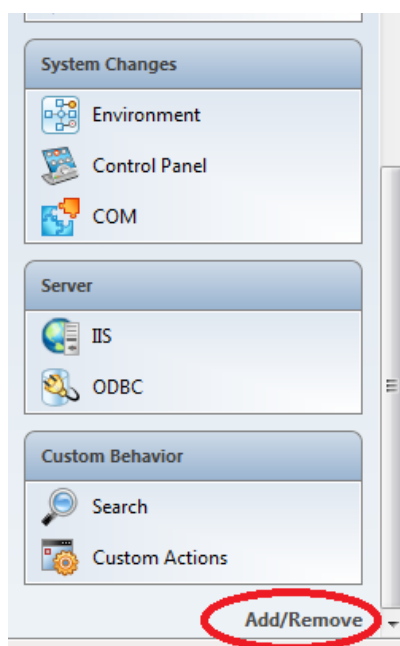 System Changes
Environment
Control Panel
COM
Server
IIS
ODBC
Custom Behavior
Search
Custom Actions
Add/Remove